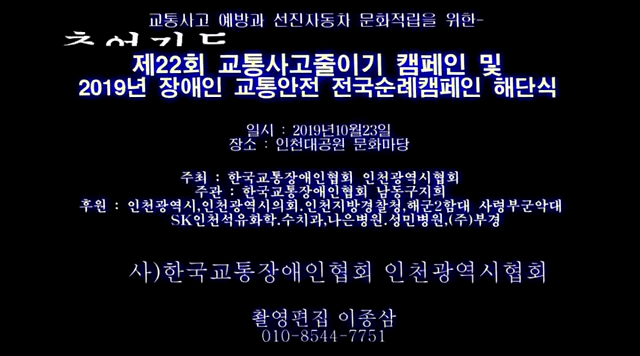 교통사고 예방과 선진자동차 문화적립을 위한-
제22회 교통사고줄이기 캠페인 및
2019년 장애인 교통안전 전국순례캠페인 해단식
일시 : 2019년10월23일
장소 : 인천대공원 문화마당
주최 : 한국교통장애인협회 인천광역시협회
주관 : 한국교통장애인협회 남동구지회
후원 : 인천광역시,인천광역시의회.인천지방경찰청,해군2함대 사령부군악대
SK인천석유화학.수치과,나은병원.성민병원,(주)부경
사)한국교통장애인협회 인천광역시협회
촬영편집 이종삼
010-8544-7751